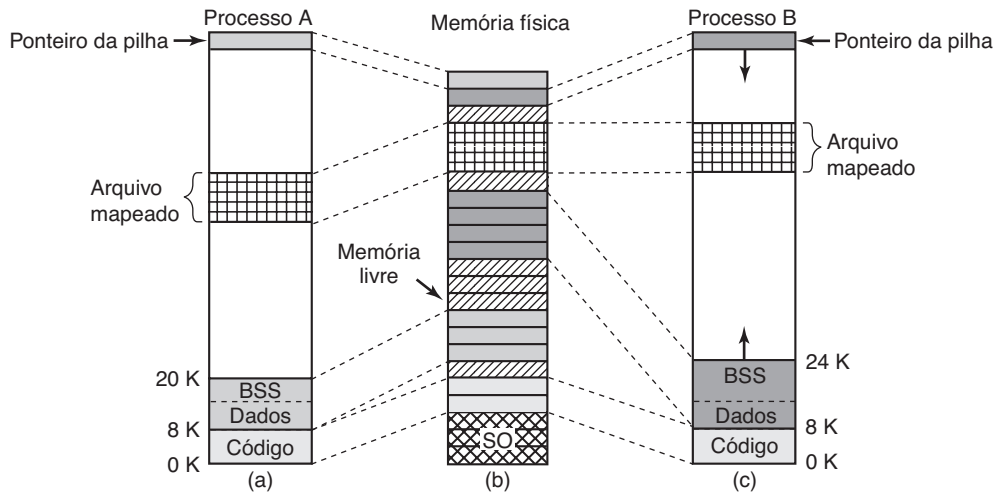 Processo A
Memória física
Processo B
Ponteiro da pilha
Ponteiro da pilha
Arquivo
mapeado
Arquivo
mapeado
Memória
livre
20 K
BSS
Dados
8 K
Código
0 K
24 K
BSS
Dados
8 K
Código
0 K
SO
(a)
(b)
(c)